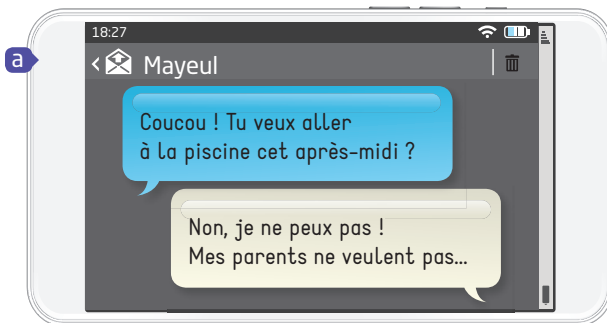 18:27
a
Mayeul
Coucou ! Tu veux aller
à la piscine cet après-midi ?
Non, je ne peux pas !
Mes parents ne veulent pas...